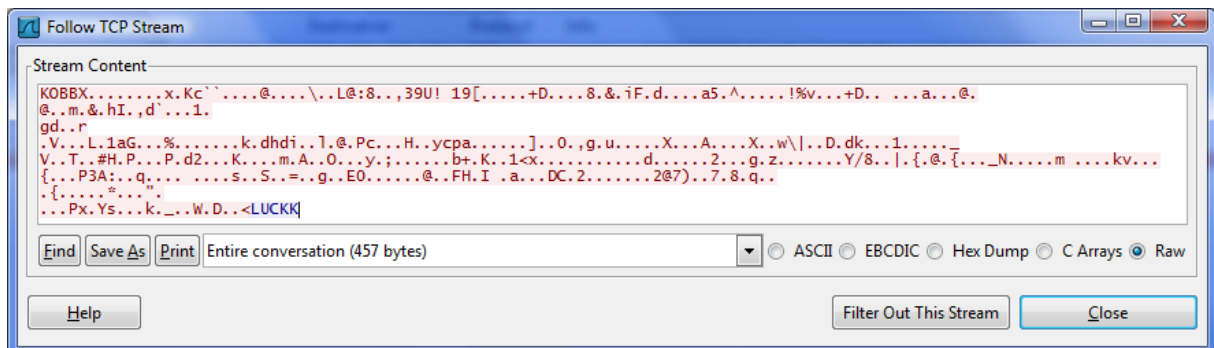 Follow TCP Stream
Stream Content
KOBBX........x.Kc``....@....\..L@:8..,39U! 19[.....+D....8.&.iF.d....a5.^.....!%v...+D.. ...a...@.
@..m.&.hI.,d`...1.
gd..r
.V...L.1aG...%.......k.dhdi..l.@.Pc...H..ycpa......]..O.,g.u.....X...A....X..w\|..D.dk...1....._
V..T..#H.P...P.d2...K....m.A..O...y.;......b+.K..1<x............d......2...g.z.......Y/8..|.{.@.{..._N.....m ....kv...
{...P3A:..q.... ....s..S..=..g..EO......@..FH.I .a...DC.2.......2@7)..7.8.q..
.{.....*...".
...Px.Ys...k._..W.D..<LUCKK
Find Save As Print Entire conversation (457 bytes) ASCII EBCDIC Hex Dump C Arrays Raw
Help Filter Out This Stream Close